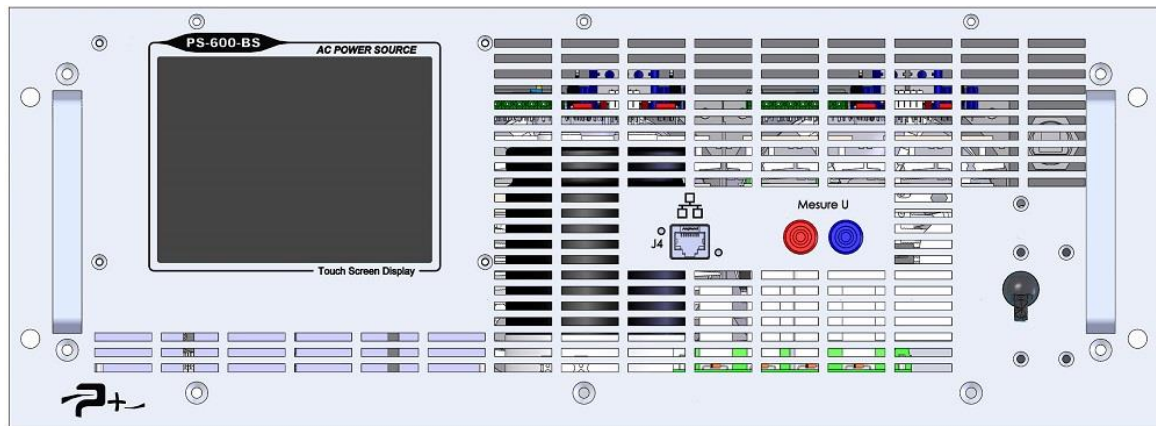 PS-600-BS
AC POWER SOURCE
Touch Screen Display
J4
Mesure U